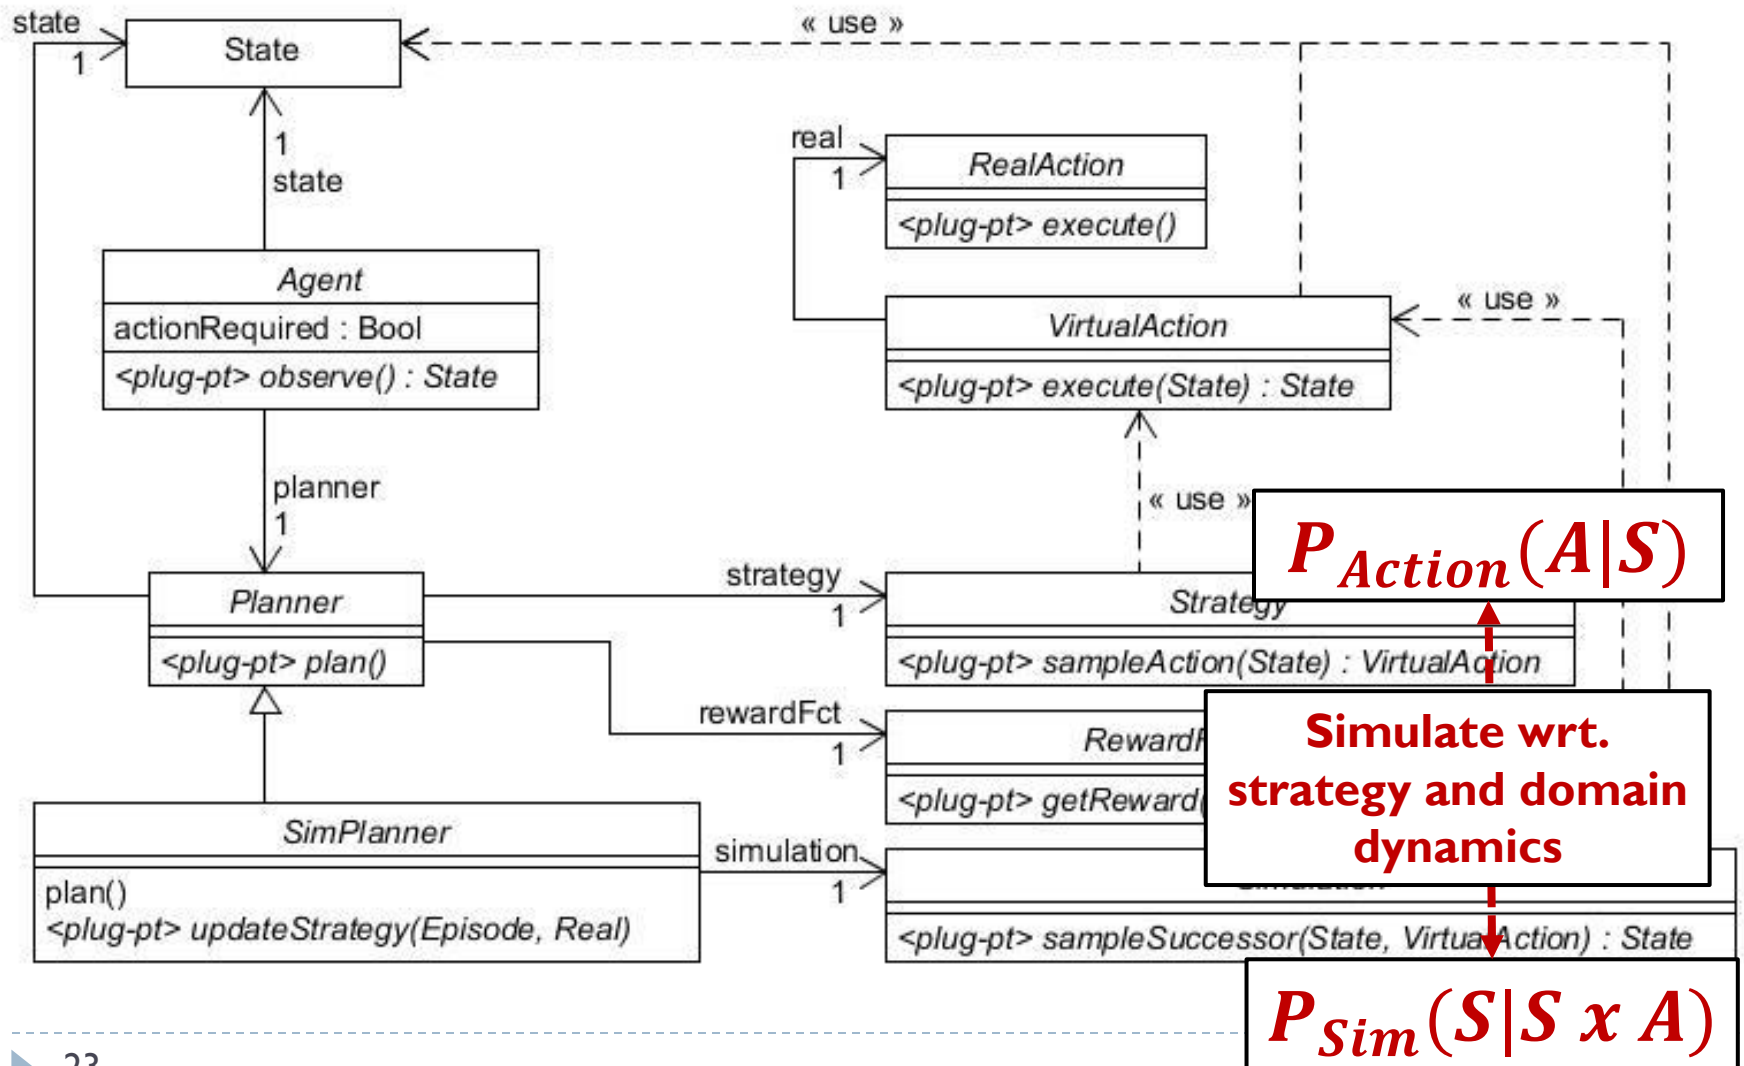 state
1
State
« use »
1
state
real
1
RealAction
<plug-pt> execute()
Agent
actionRequired : Bool
<plug-pt> observe() : State
VirtualAction
<plug-pt> execute(State) : State
« use »
planner
1
« use »
P_Action(A|S)
Planner
<plug-pt> plan()
strategy
1
Strategy
<plug-pt> sampleAction(State) : VirtualAction
rewardFct
1
RewardF
<plug-pt> getReward(
Simulate wrt.
strategy and domain
dynamics
SimPlanner
plan()
<plug-pt> updateStrategy(Episode, Real)
simulation
1
<plug-pt> sampleSuccessor(State, VirtualAction) : State
P_Sim(S|S x A)
23